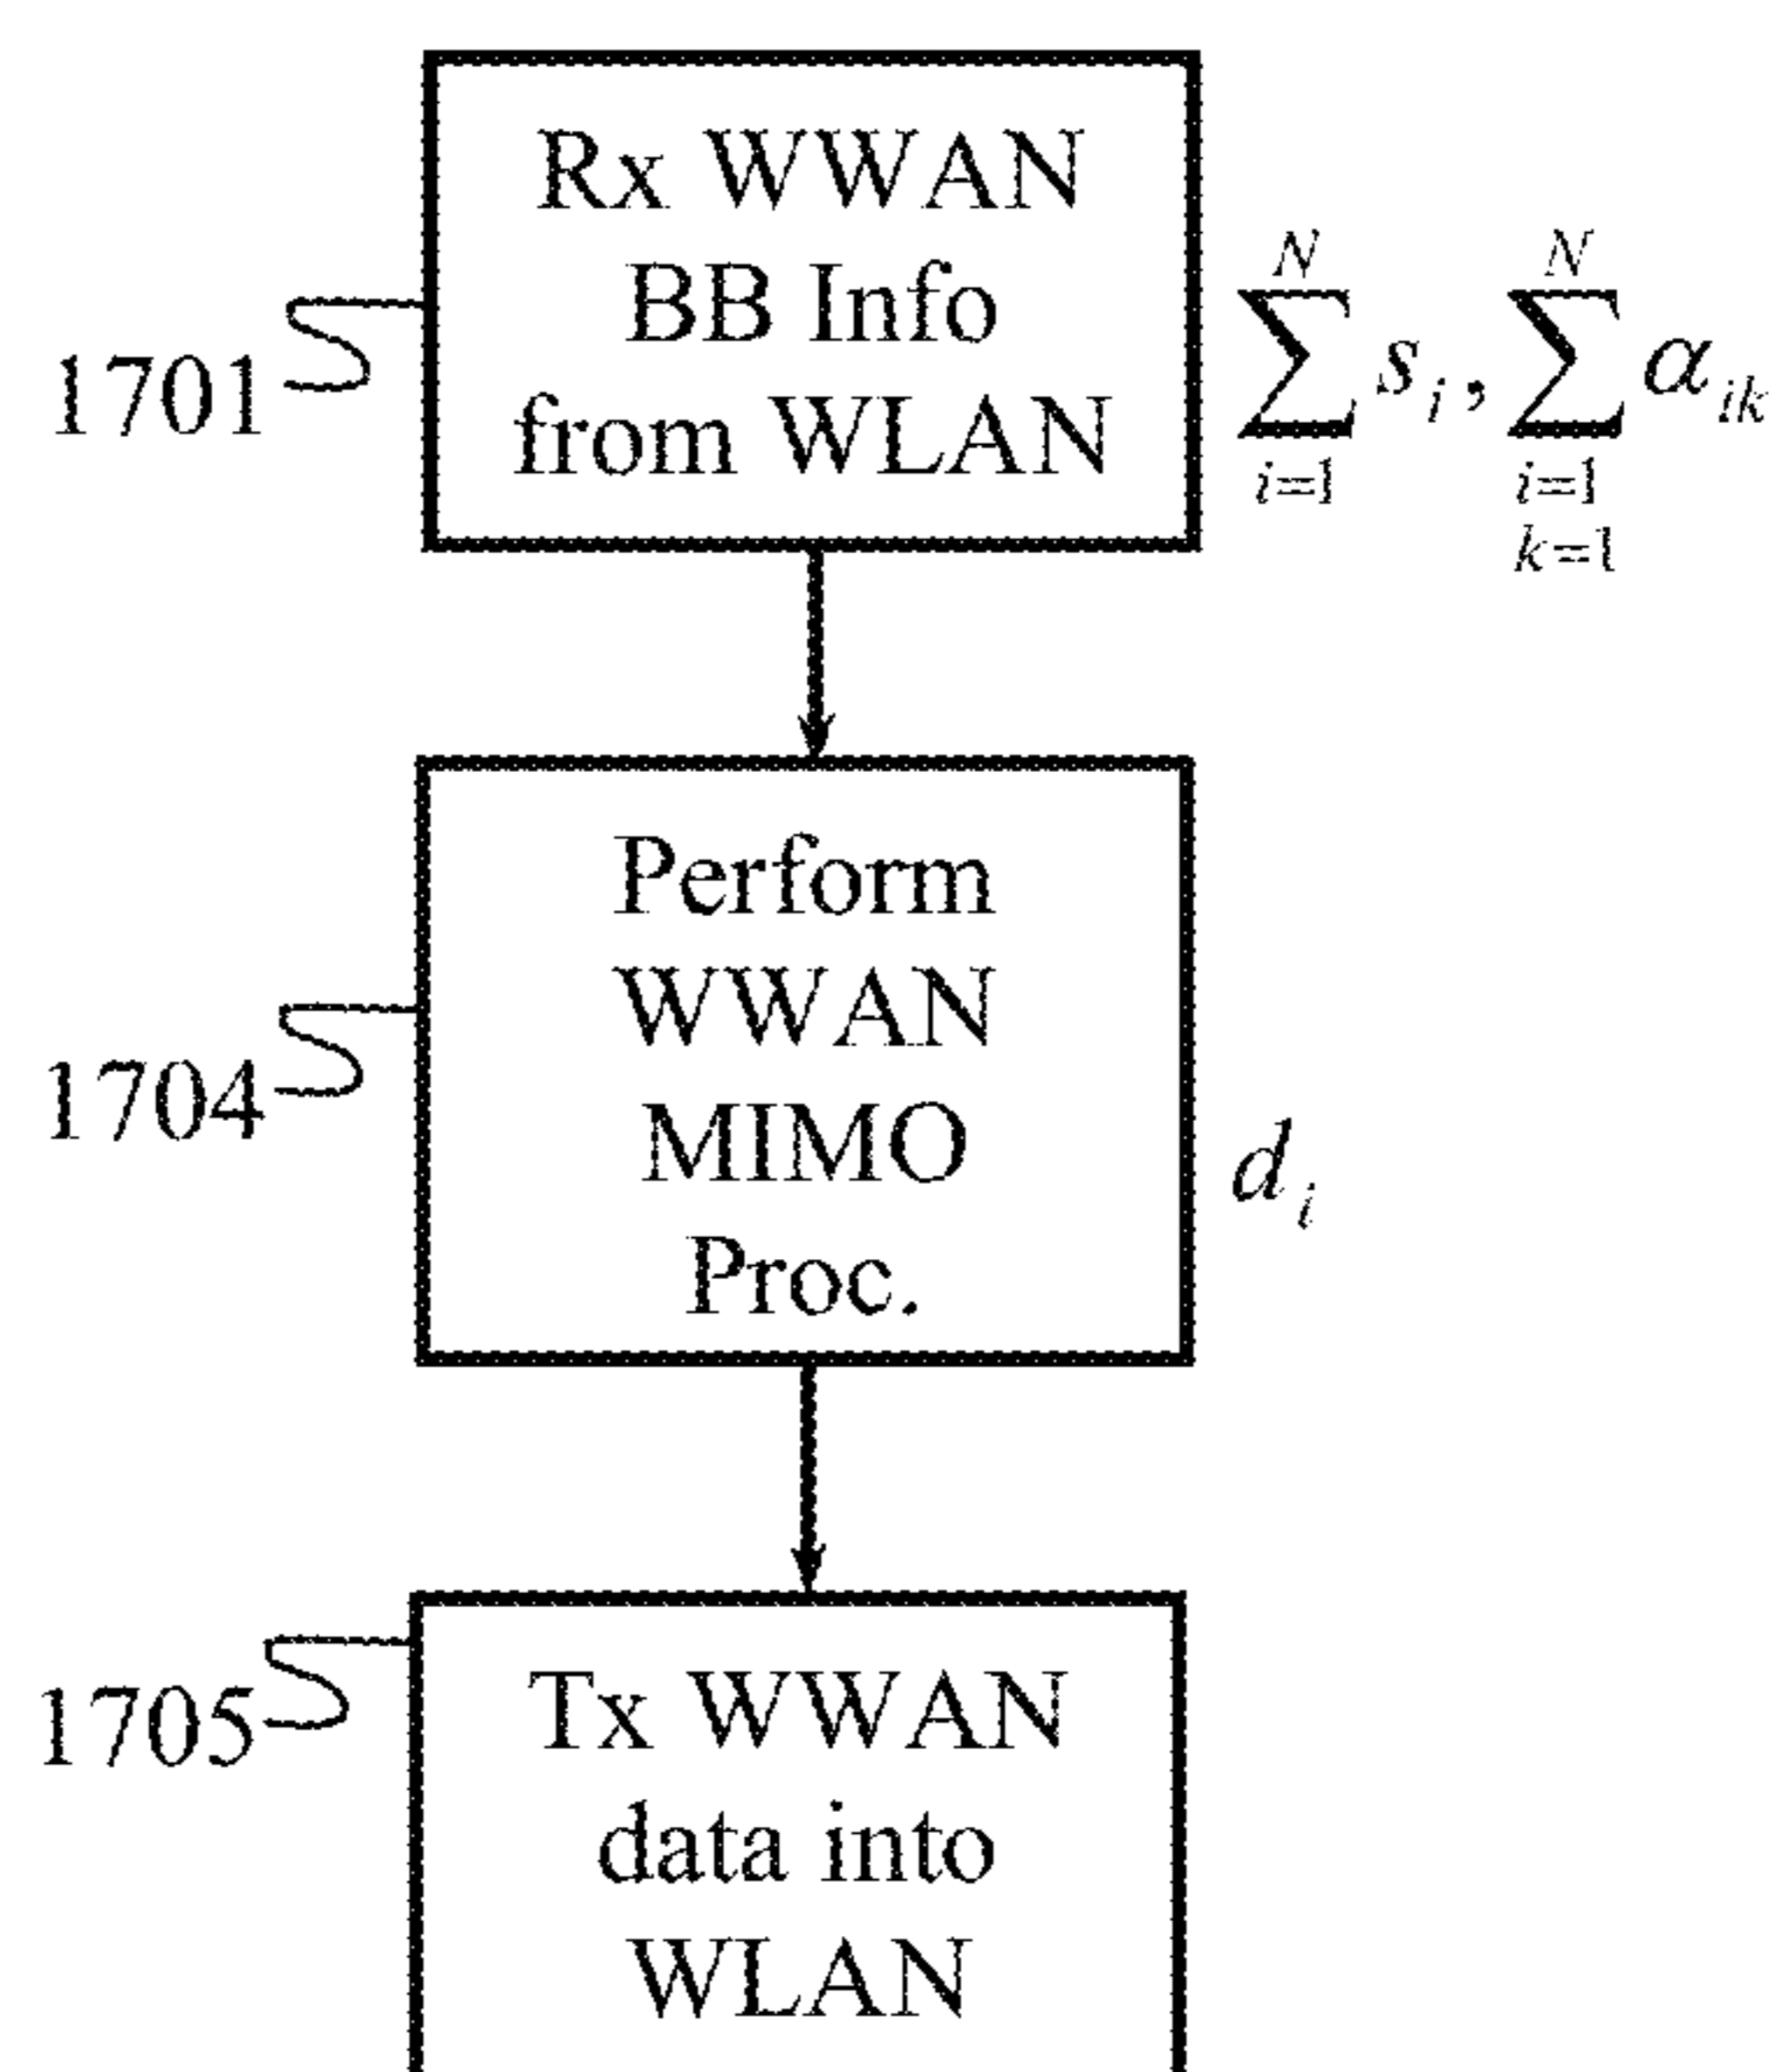 Rx WWAN
BB Info
from WLAN
1701
N N
∑ s_i, ∑ α_ik
i=1 i=1
k=1
Perform
WWAN
MIMO
Proc.
1704
d_i
Tx WWAN
data into
WLAN
1705